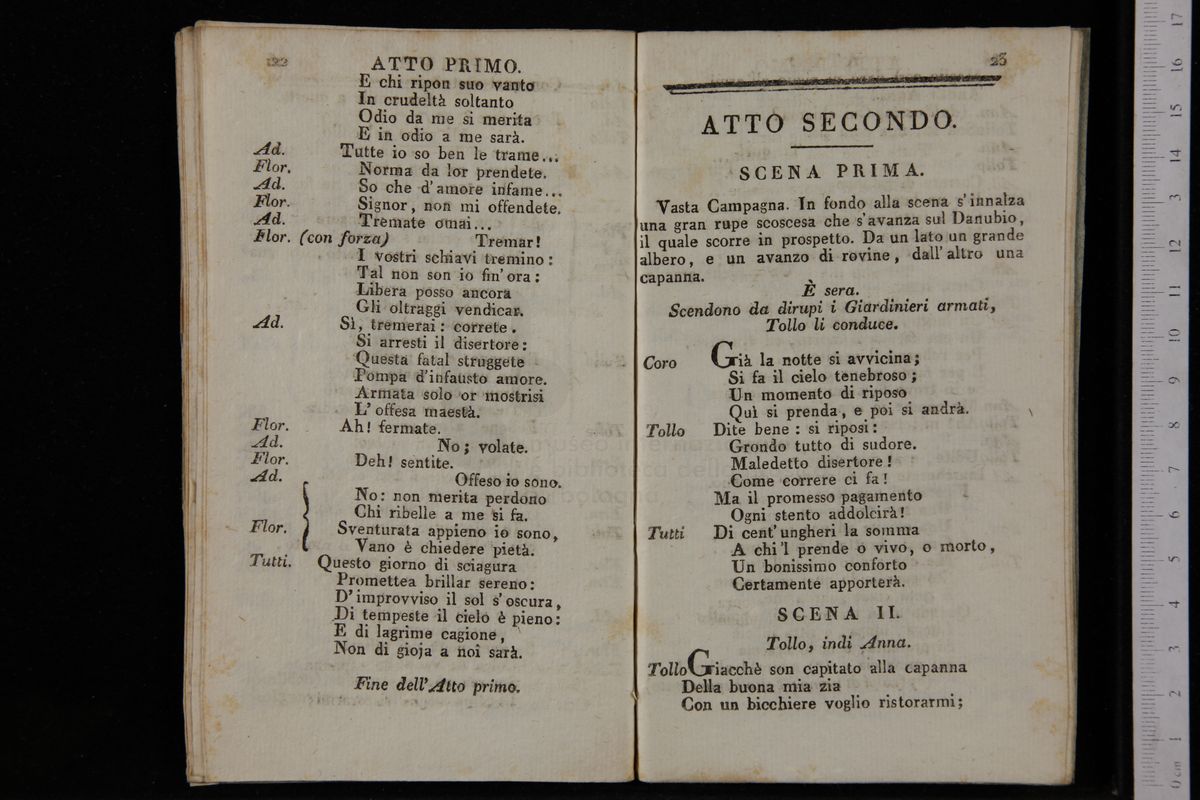 22
ATTO PRIMO.
E chi ripon suo vanto
In crudeltà soltanto
Odio da me si merita
E in odio a me sarà.
Ad. Tutte io so ben le trame...
Flor. Norma da lor prendete.
Ad. So che d'amore infame...
Flor. Signor, non mi offendete.
Ad. Tremate omai...
Flor. (con forza) Tremar!
I vostri schiavi tremino:
Tal non son io fin'ora:
Libera posso ancora
Gli oltraggi vendicar.
Ad. Sì, tremerai: correte.
Si arresti il disertore:
Questa fatal struggete
Pompa d'infausto amore.
Armata solo or mostrisi
L'offesa maestà.
Flor. Ah! fermate.
Ad. No; volate.
Flor. Deh! sentite.
Ad. Offeso io sono.
No: non merita perdono
Chi ribelle a me si fa.
Flor. Sventurata appieno io sono,
Vano è chiedere pietà.
Tutti. Questo giorno di sciagura
Promettea brillar sereno:
D'improvviso il sol s'oscura,
Di tempeste il cielo è pieno:
E di lagrime cagione,
Non di gioja a noi sarà.
Fine dell'Atto primo.
23
ATTO SECONDO.
SCENA PRIMA.
Vasta Campagna. In fondo alla scena s'innalza
una gran rupe scoscesa che s'avanza sul Danubio,
il quale scorre in prospetto. Da un lato un grande
albero, e un avanzo di rovine, dall'altro una
capanna.
È sera.
Scendono da dirupi i Giardinieri armati,
Tollo li conduce.
Coro Già la notte si avvicina;
Si fa il cielo tenebroso;
Un momento di riposo
Quì si prenda, e poi si andrà.
Tollo Dite bene: si riposi:
Grondo tutto di sudore.
Maledetto disertore!
Come correre ci fa!
Ma il promesso pagamento
Ogni stento addolcirà!
Tutti Di cent'ungheri la somma
A chi'l prende o vivo, o morto,
Un bonissimo conforto
Certamente apporterà.
SCENA II.
Tollo, indi Anna.
Tollo Giacchè son capitato alla capanna
Della buona mia zia
Con un bicchiere voglio ristorarmi;